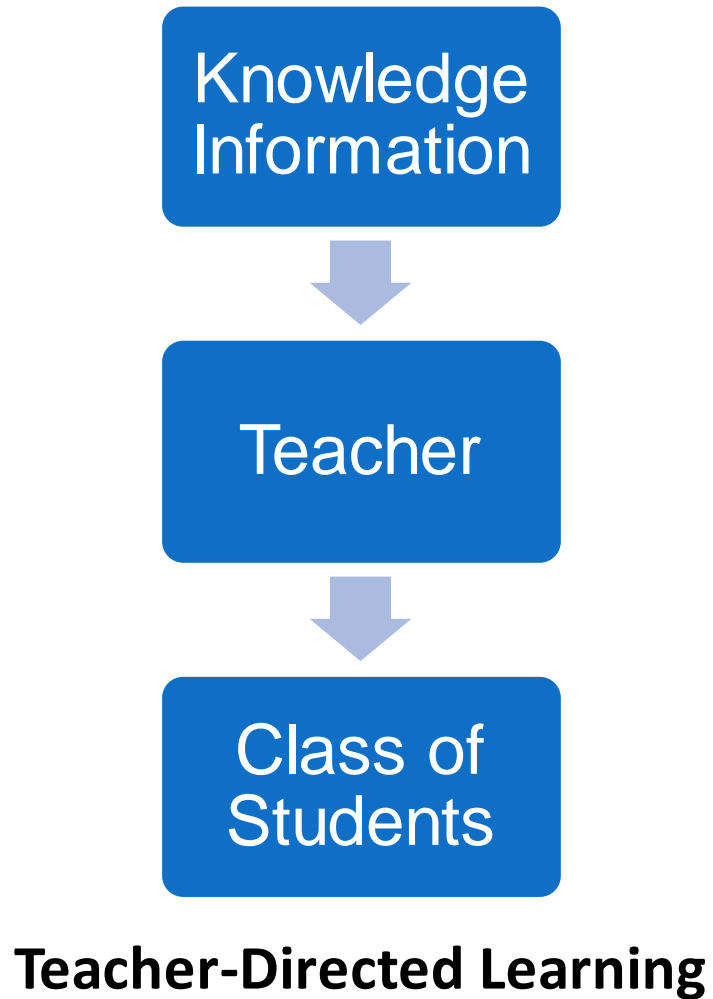 Knowledge
Information
Teacher
Class of
Students
Teacher-Directed Learning